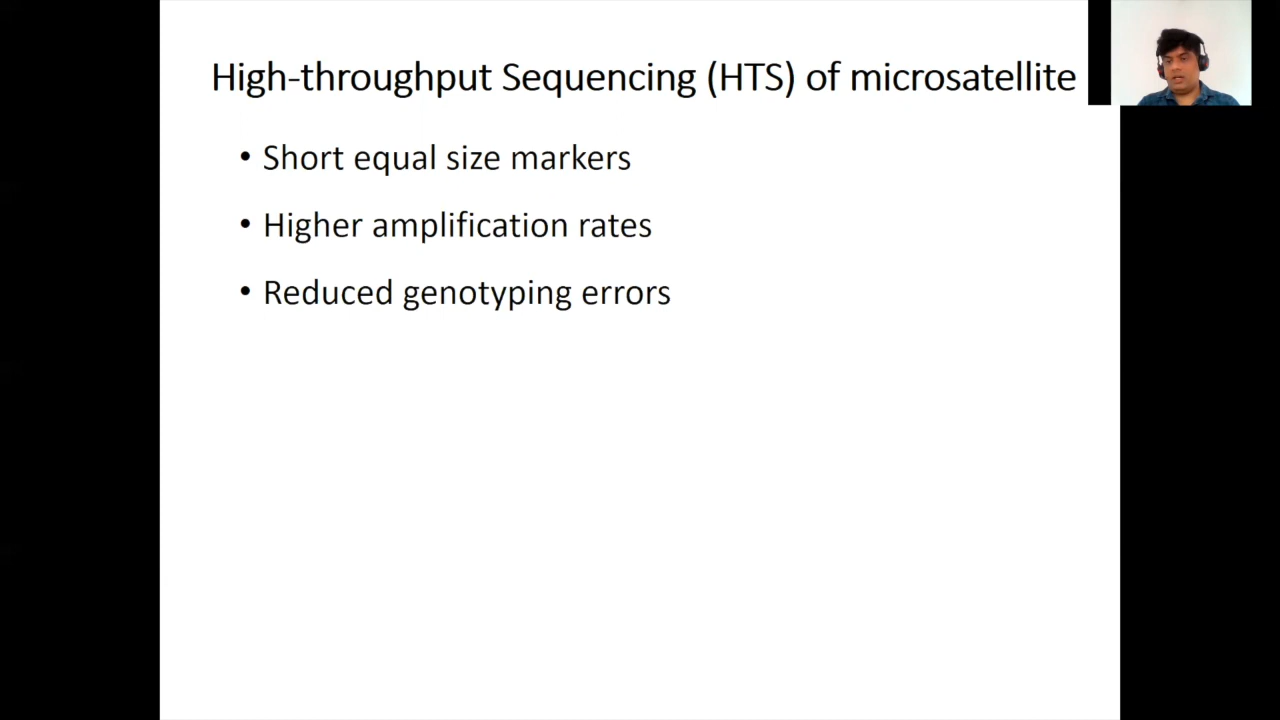 High-throughput Sequencing (HTS) of microsatellite
• Short equal size markers
• Higher amplification rates
• Reduced genotyping errors